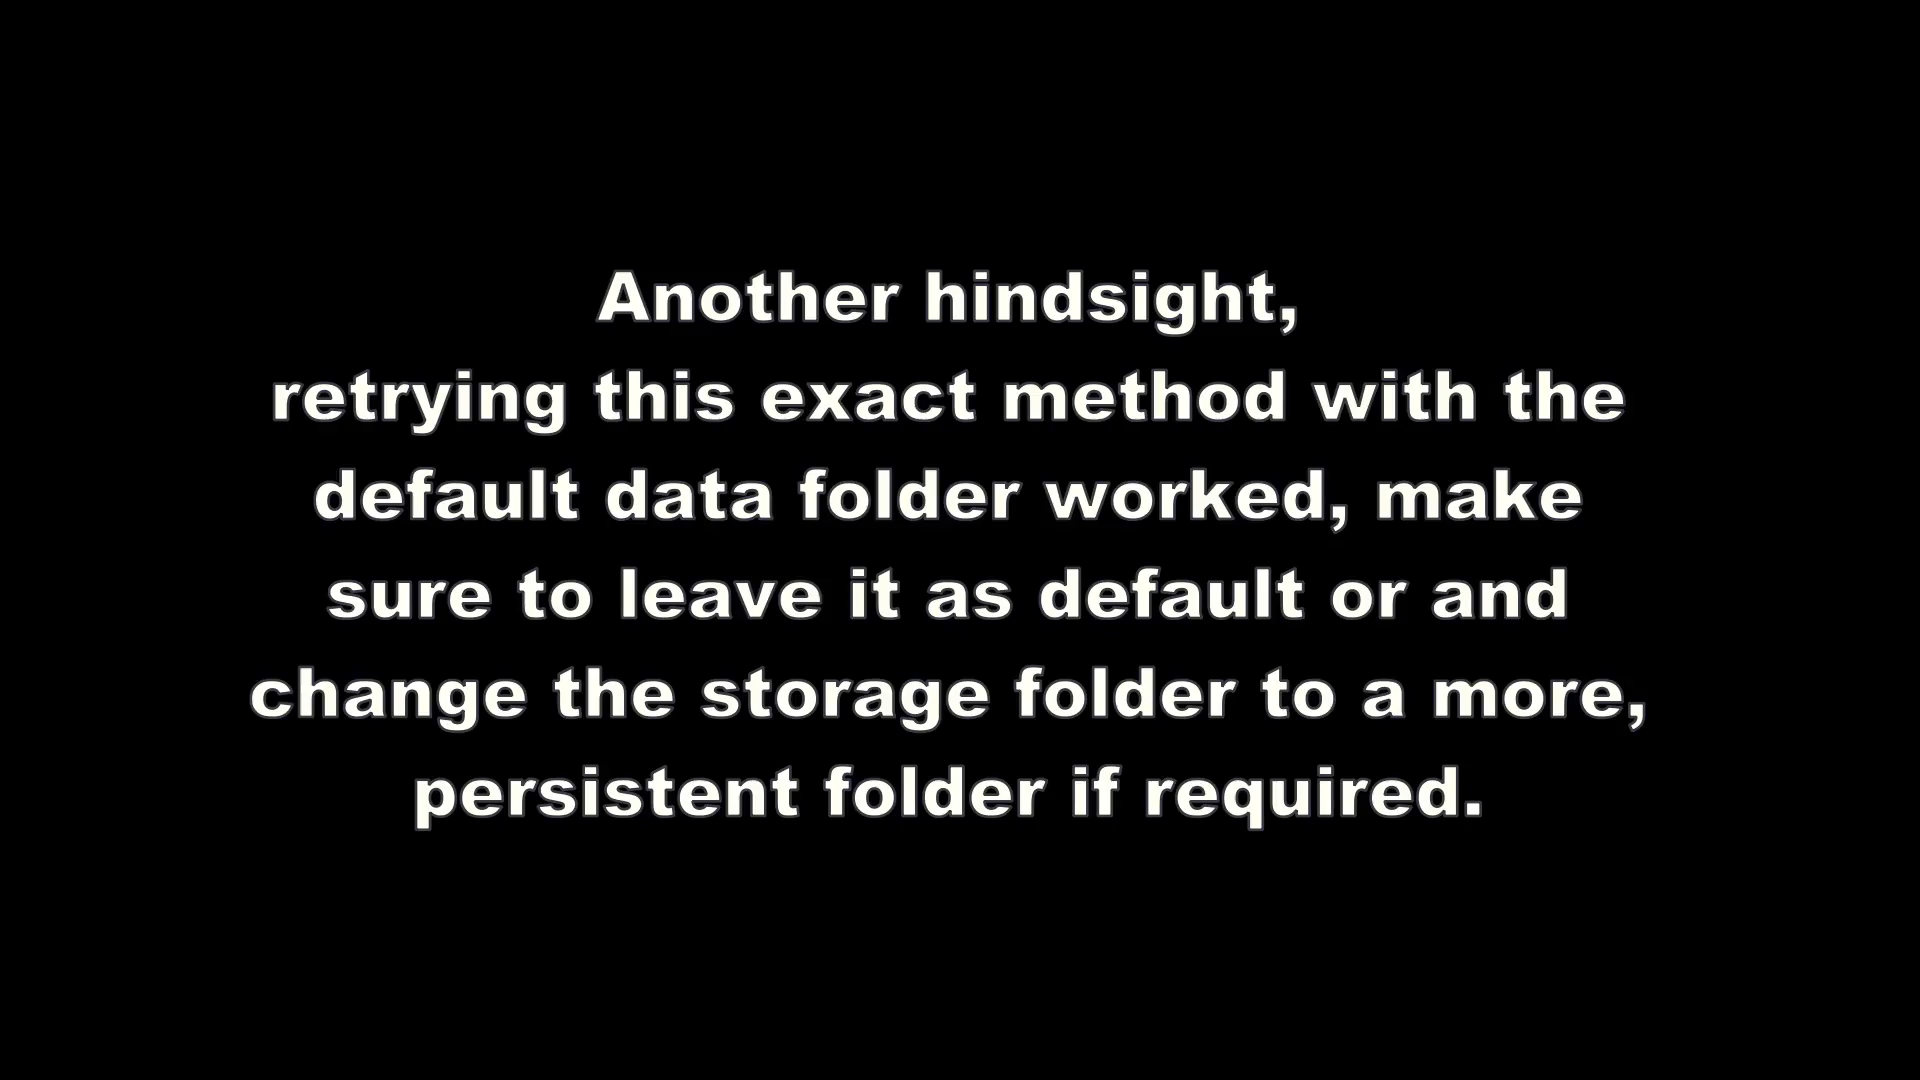 Another hindsight,
retrying this exact method with the
default data folder worked, make
sure to leave it as default or and
change the storage folder to a more,
persistent folder if required.